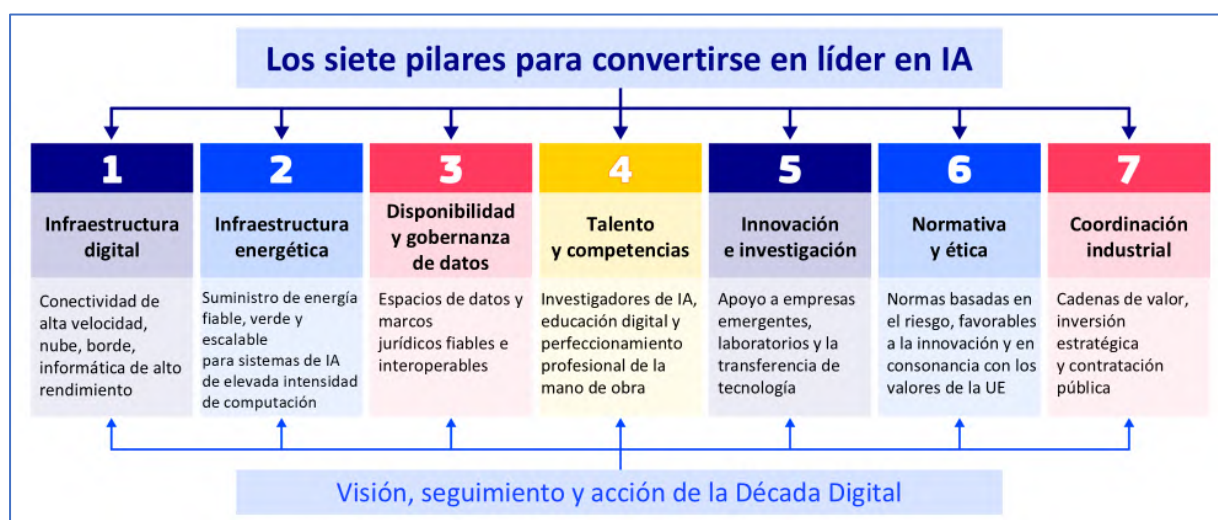 Los siete pilares para convertirse en líder en IA
1
Infraestructura
digital
Conectividad de
alta velocidad,
nube, borde,
informática de alto
rendimiento
2
Infraestructura
energética
Suministro de energía
fiable, verde y
escalable
para sistemas de IA
de elevada intensidad
de computación
3
Disponibilidad
y gobernanza
de datos
Espacios de datos y
marcos
jurídicos fiables e
interoperables
4
Talento
y competencias
Investigadores de IA,
educación digital y
perfeccionamiento
profesional de la
mano de obra
5
Innovación
e investigación
Apoyo a empresas
emergentes,
laboratorios y la
transferencia de
tecnología
6
Normativa
y ética
Normas basadas en
el riesgo, favorables
a la innovación y en
consonancia con los
valores de la UE
7
Coordinación
industrial
Cadenas de valor,
inversión
estratégica
y contratación
pública
Visión, seguimiento y acción de la Década Digital